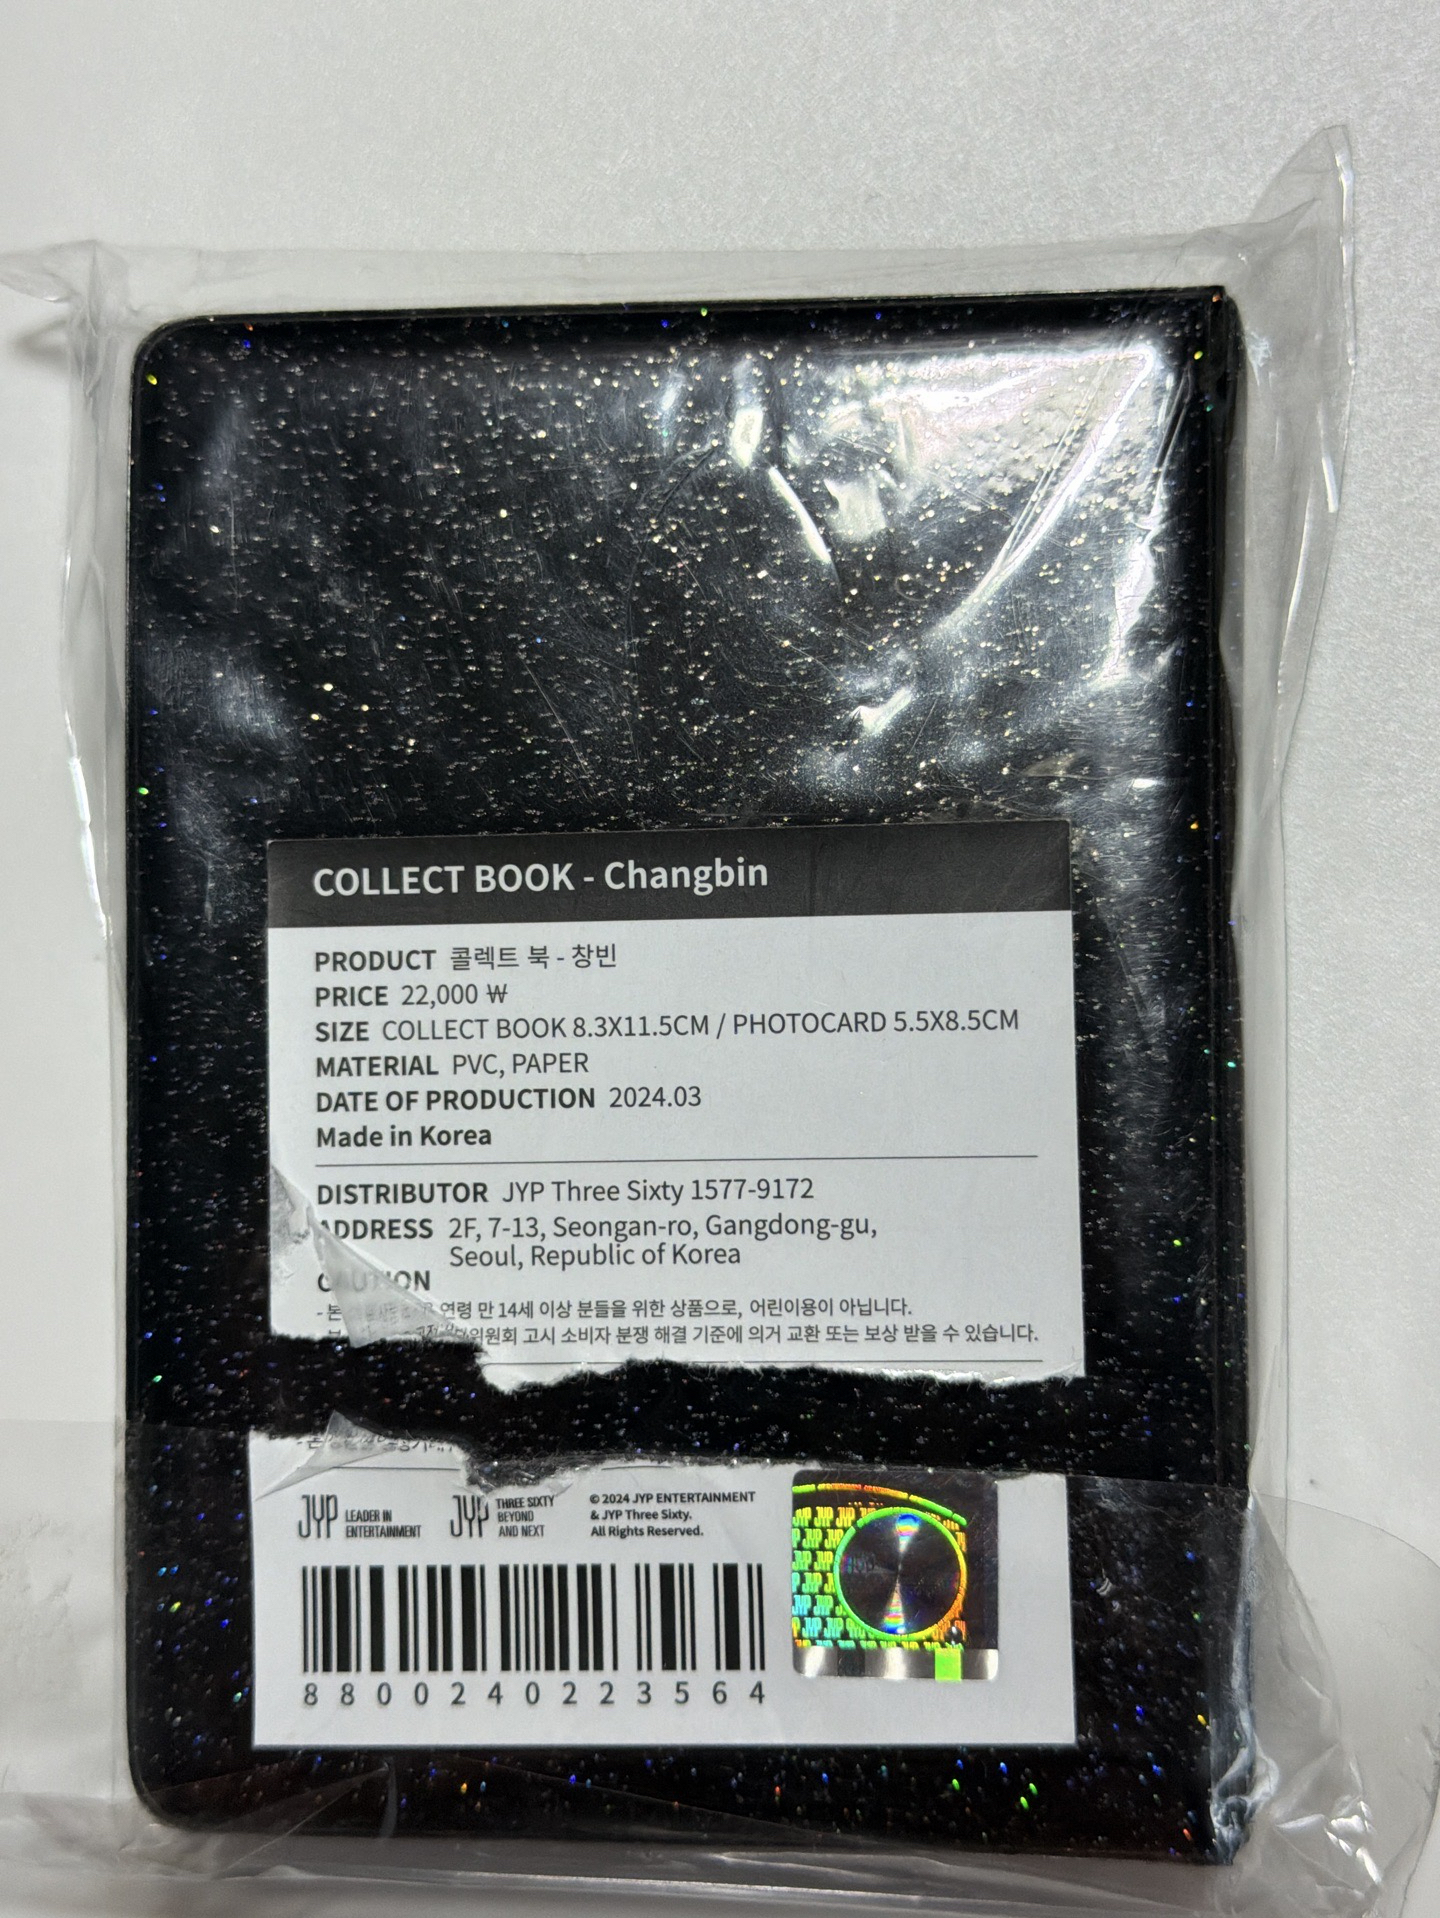 COLLECT BOOK - Changbin
PRODUCT 콜렉트 북 - 창빈
PRICE 22,000 ₩
SIZE COLLECT BOOK 8.3X11.5CM / PHOTOCARD 5.5X8.5CM
MATERIAL PVC, PAPER
DATE OF PRODUCTION 2024.03
Made in Korea
DISTRIBUTOR JYP Three Sixty 1577-9172
ADDRESS 2F, 7-13, Seongan-ro, Gangdong-gu,
Seoul, Republic of Korea
CAUTION
- 본 연령 만 14세 이상 분들을 위한 상품으로, 어린이용이 아닙니다.
고시 소비자 분쟁 해결 기준에 의거 교환 또는 보상 받을 수 있습니다.
JYP LEADER IN ENTERTAINMENT
JYP THREE SIXTY BEYOND AND NEXT
© 2024 JYP ENTERTAINMENT
& JYP Three Sixty.
All Rights Reserved.
JYP JYP JYP JYP
8800240223564